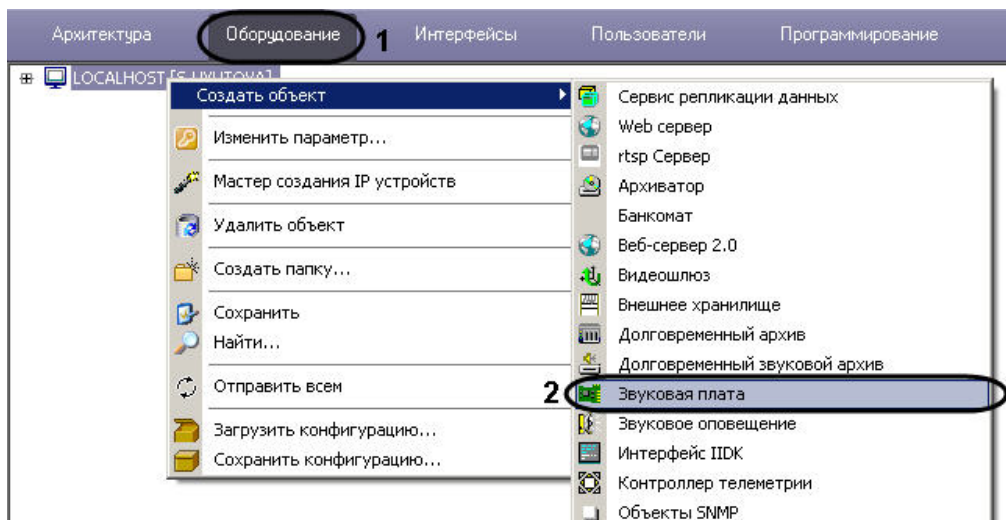 Архитектура Оборудование 1 Интерфейсы Пользователи Программирование
LOCALHOST
Создать объект
Изменить параметр...
Мастер создания IP устройств
Удалить объект
Создать папку...
Сохранить
Найти...
Отправить всем
Загрузить конфигурацию...
Сохранить конфигурацию...
Сервис репликации данных
Web сервер
rtsp Сервер
Архиватор
Банкомат
Веб-сервер 2.0
Видеошлюз
Внешнее хранилище
Долговременный архив
Долговременный звуковой архив
2 Звуковая плата
Звуковое оповещение
Интерфейс IIDK
Контроллер телеметрии
Объекты SNMP